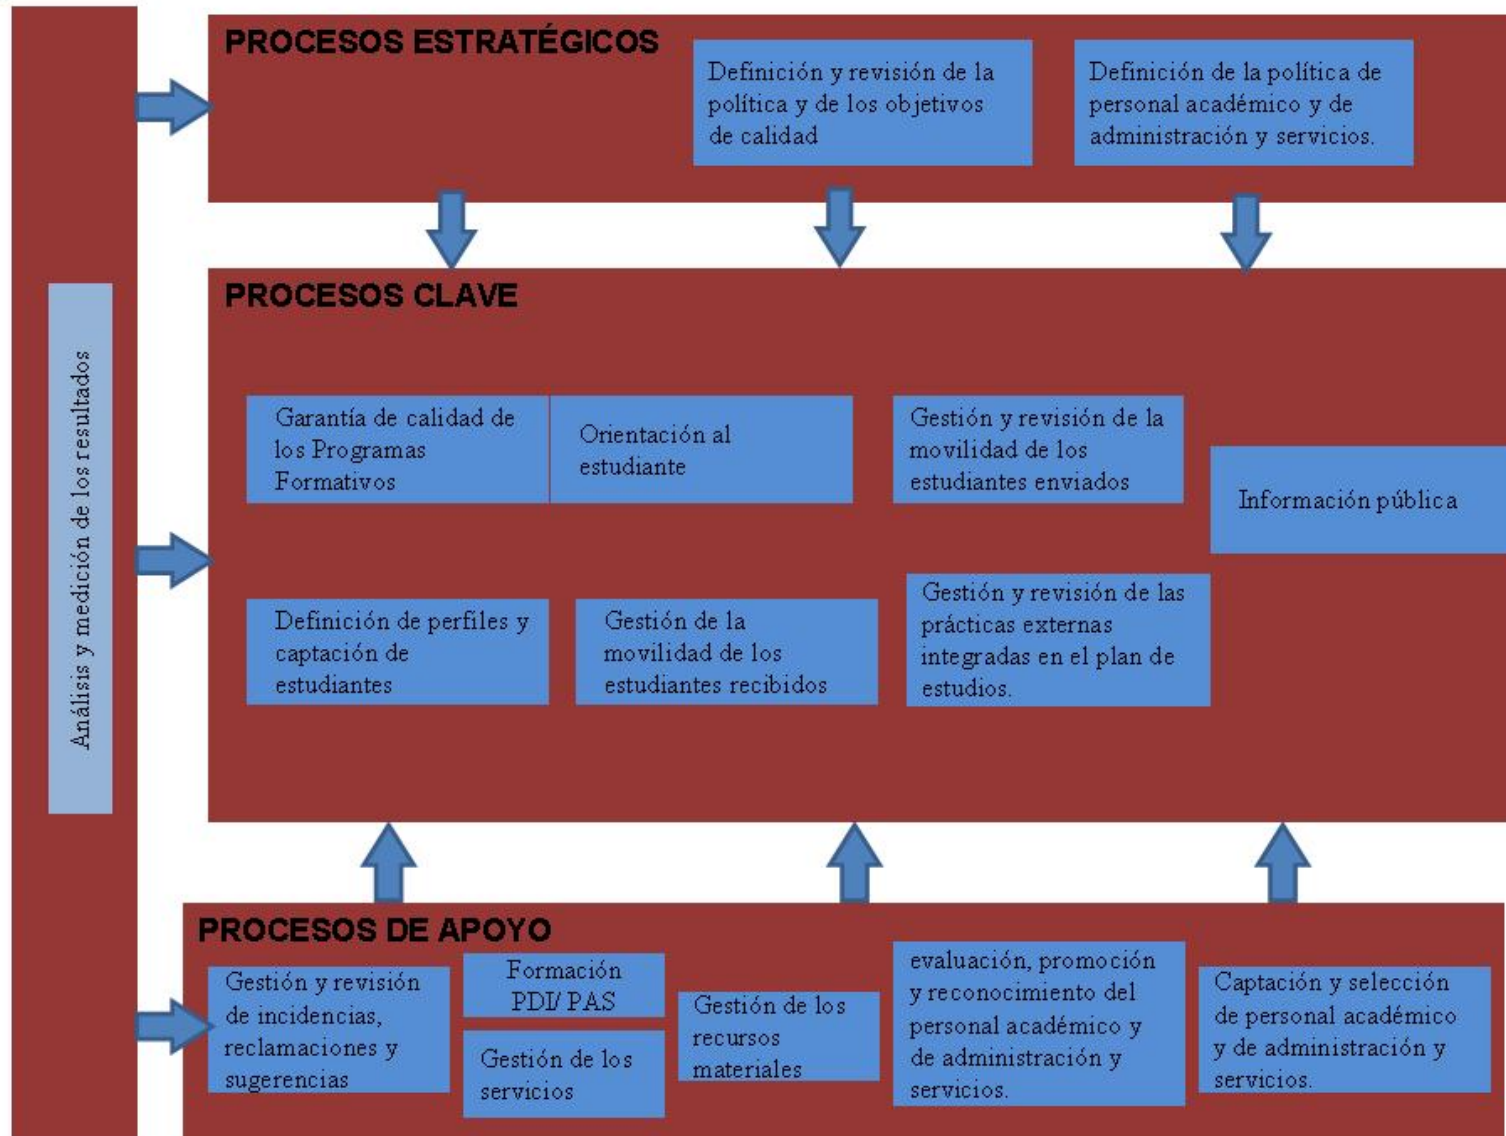 PROCESOS ESTRATÉGICOS
Definición y revisión de la
política y de los objetivos
de calidad
Definición de la política de
personal académico y de
administración y servicios.
Análisis y medición de los resultados
PROCESOS CLAVE
Garantía de calidad de
los Programas
Formativos
Orientación al
estudiante
Gestión y revisión de la
movilidad de los
estudiantes enviados
Información pública
Definición de perfiles y
captación de
estudiantes
Gestión de la
movilidad de los
estudiantes recibidos
Gestión y revisión de las
prácticas externas
integradas en el plan de
estudios.
PROCESOS DE APOYO
Gestión y revisión
de incidencias,
reclamaciones y
sugerencias
Formación
PDI/ PAS
Gestión de los
servicios
Gestión de los
recursos
materiales
evaluación, promoción
y reconocimiento del
personal académico y
de administración y
servicios.
Captación y selección
de personal académico
y de administración y
servicios.